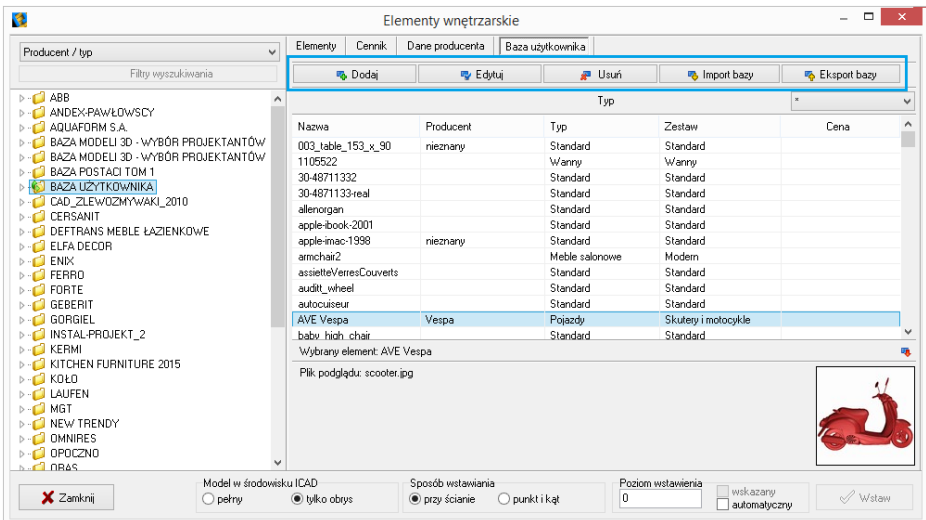 Elementy wnętrzarskie
Producent / typ
Filtry wyszukiwania
ABB
ANDEX-PAWŁOWSCY
AQUAFORM S.A.
BAZA MODELI 3D - WYBÓR PROJEKTANTÓW
BAZA MODELI 3D - WYBÓR PROJEKTANTÓW
BAZA POSTACI TOM 1
BAZA UŻYTKOWNIKA
CAD_ZLEWOZMYWAKI_2010
CERSANIT
DEFTRANS MEBLE ŁAZIENKOWE
ELFA DECOR
ENIX
FERRO
FORTE
GEBERIT
GORGIEL
INSTAL-PROJEKT_2
KERMI
KITCHEN FURNITURE 2015
KOŁO
LAUFEN
MGT
NEW TRENDY
OMNIRES
OPOCZNO
ORAS
Elementy Cennik Dane producenta Baza użytkownika
Dodaj Edytuj Usuń Import bazy Eksport bazy
Typ *
Nazwa Producent Typ Zestaw Cena
003_table_153_x_90 nieznany Standard Standard
1105522 Wanny Wanny
30-48711332 Standard Standard
30-4871133-real Standard Standard
allenorgan Standard Standard
apple-ibook-2001 Standard Standard
apple-imac-1998 nieznany Standard Standard
armchair2 Meble salonowe Modern
assietteVerresCouverts Standard Standard
auditt_wheel Standard Standard
autocuiseur Standard Standard
AVE Vespa Vespa Pojazdy Skutery i motocykle
baby_high_chair Standard Standard
Wybrany element: AVE Vespa
Plik podglądu: scooter.jpg
Zamknij
Model w środowisku ICAD
pełny tylko obrys
Sposób wstawiania
przy ścianie punkt i kąt
Poziom wstawienia
0
wskazany
automatyczny
Wstaw